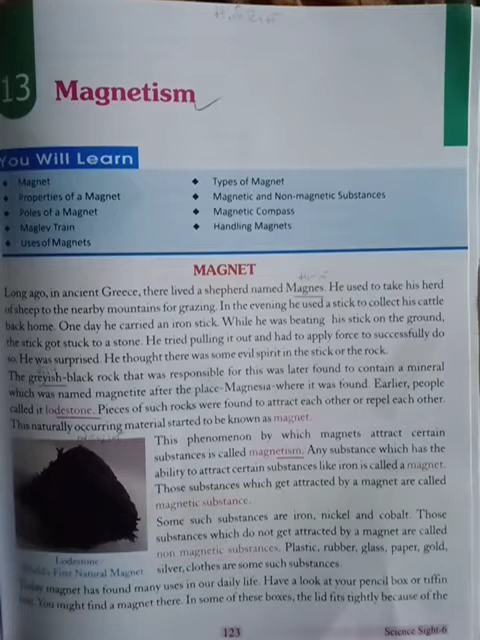 13 Magnetism
You Will Learn
Magnet
Properties of a Magnet
Poles of a Magnet
Maglev Train
Uses of Magnets
Types of Magnet
Magnetic and Non-magnetic Substances
Magnetic Compass
Handling Magnets
MAGNET
Long ago, in ancient Greece, there lived a shepherd named Magnes. He used to take his herd
of sheep to the nearby mountains for grazing. In the evening he used a stick to collect his cattle
back home. One day he carried an iron stick. While he was beating his stick on the ground,
the stick got stuck to a stone. He tried pulling it out and had to apply force to successfully do
so. He was surprised. He thought there was some evil spirit in the stick or the rock.
The greyish-black rock that was responsible for this was later found to contain a mineral
which was named magnetite after the place-Magnesia-where it was found. Earlier, people
called it lodestone. Pieces of such rocks were found to attract each other or repel each other.
This naturally occurring material started to be known as magnet.
This phenomenon by which magnets attract certain
substances is called magnetism. Any substance which has the
ability to attract certain substances like iron is called a magnet.
Those substances which get attracted by a magnet are called
magnetic substance.
Some such substances are iron, nickel and cobalt. Those
substances which do not get attracted by a magnet are called
non magnetic substances. Plastic, rubber, glass, paper, gold,
silver, clothes are some such substances.
Lodestone
World's First Natural Magnet
Today magnet has found many uses in our daily life. Have a look at your pencil box or tiffin
You might find a magnet there. In some of these boxes, the lid fits tightly because of the
123
Science Sight-6